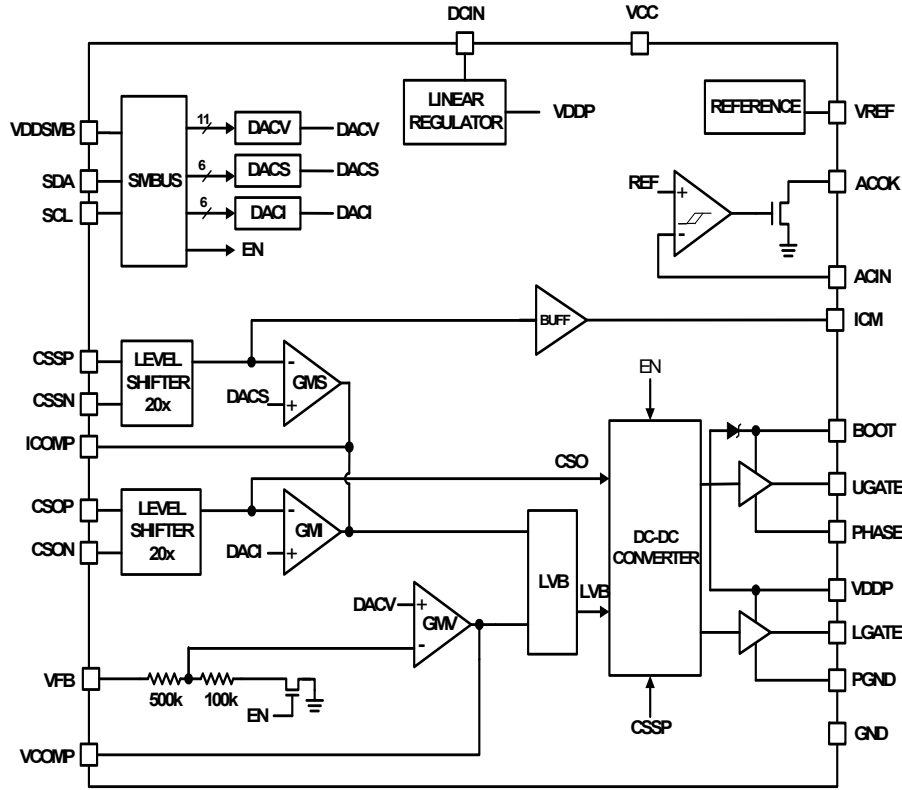 DCIN
VCC
VDDSMB
SDA
SCL
SMBUS
11
DACV
DACV
6
DACS
DACS
6
DACI
DACI
EN
LINEAR
REGULATOR
VDDP
REFERENCE
VREF
REF
+
-
ACOK
ACIN
BUFF
ICM
CSSP
CSSN
LEVEL
SHIFTER
20x
-
GMS
DACS
+
ICOMP
CSOP
CSON
LEVEL
SHIFTER
20x
-
GMI
DACI
+
CSO
EN
DC-DC
CONVERTER
LVB
LVB
CSSP
BOOT
UGATE
PHASE
VDDP
LGATE
PGND
GND
DACV
+
GMV
-
VFB
500k
100k
EN
VCOMP